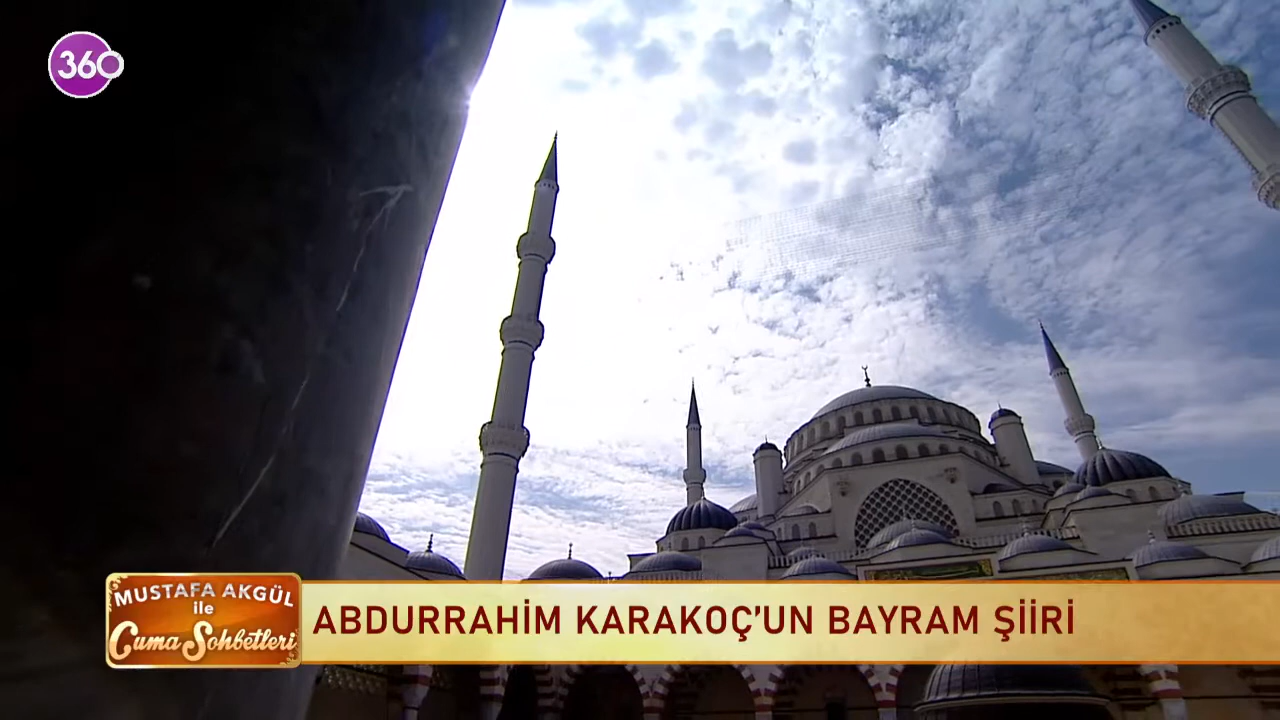 360
MUSTAFA AKGÜL
ile
Cuma Sohbetleri
ABDURRAHİM KARAKOÇ'UN BAYRAM ŞİİRİ